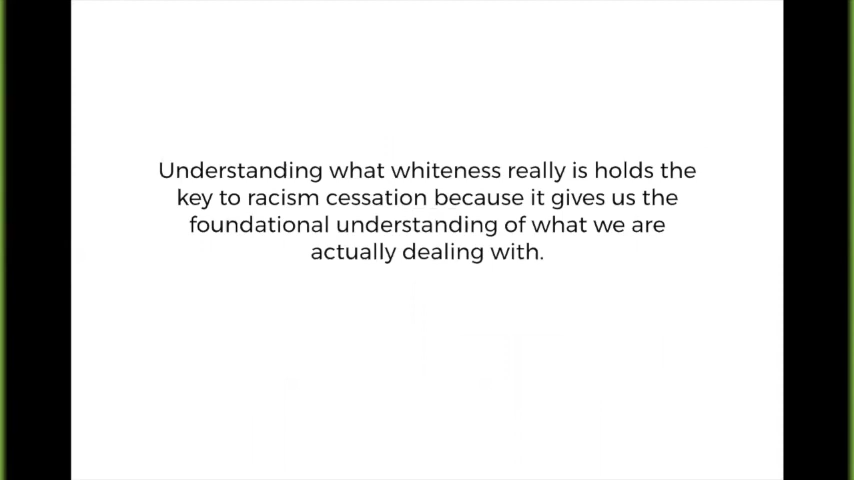 Understanding what whiteness really is holds the
key to racism cessation because it gives us the
foundational understanding of what we are
actually dealing with.